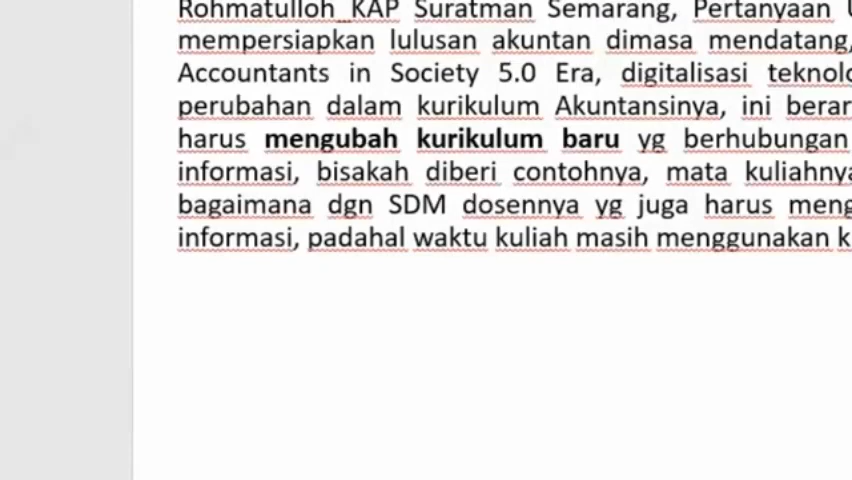 Rohmatulloh KAP Suratman Semarang, Pertanyaan
mempersiapkan lulusan akuntan dimasa mendatang,
Accountants in Society 5.0 Era, digitalisasi
perubahan dalam kurikulum Akuntansinya, ini
harus mengubah kurikulum baru yg berhubungan
informasi, bisakah diberi contohnya, mata
bagaimana dgn SDM dosennya yg juga harus
informasi, padahal waktu kuliah masih menggunakan